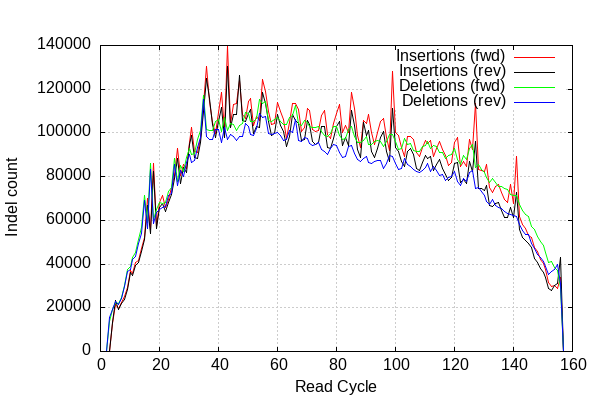 140000
120000
100000
80000
60000
40000
20000
0
Indel count
Insertions (fwd)
Insertions (rev)
Deletions (fwd)
Deletions (rev)
0 20 40 60 80 100 120 140 160
Read Cycle